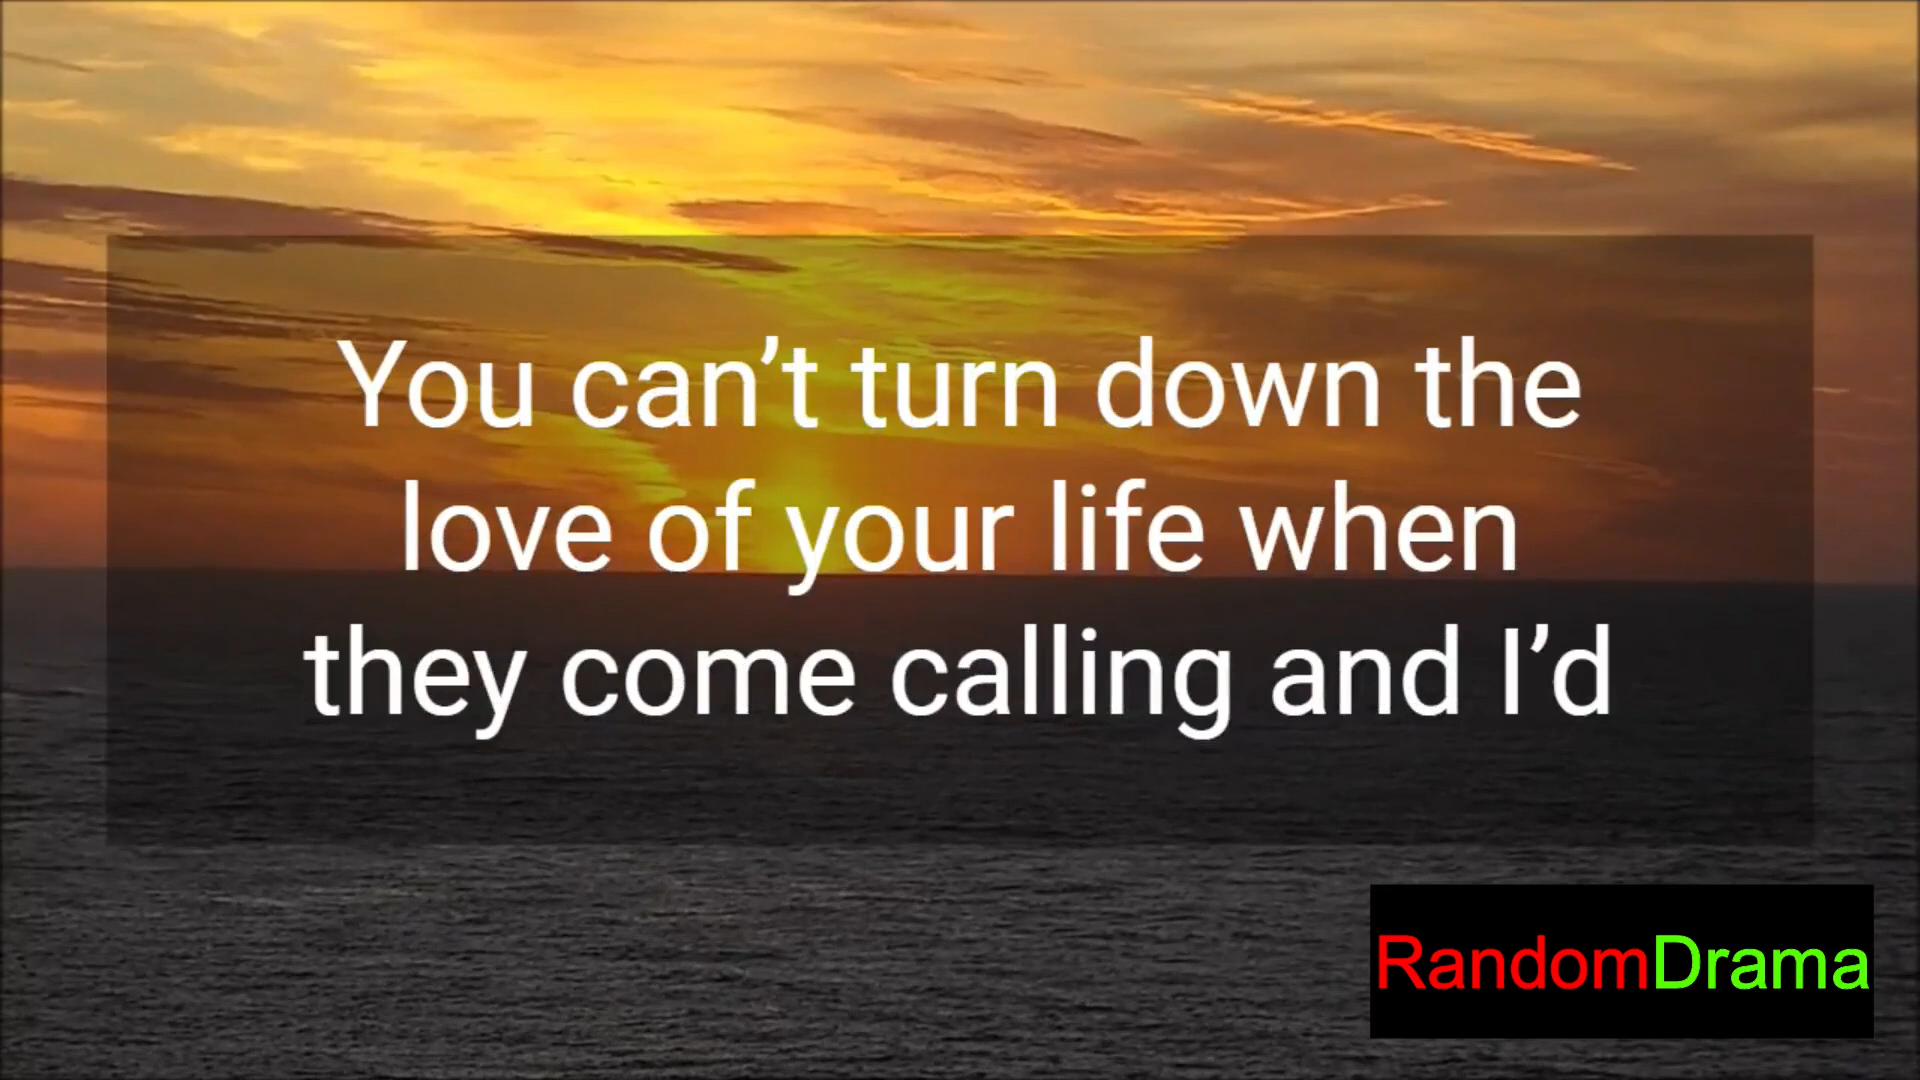 You can’t turn down the
love of your life when
they come calling and I’d
RandomDrama